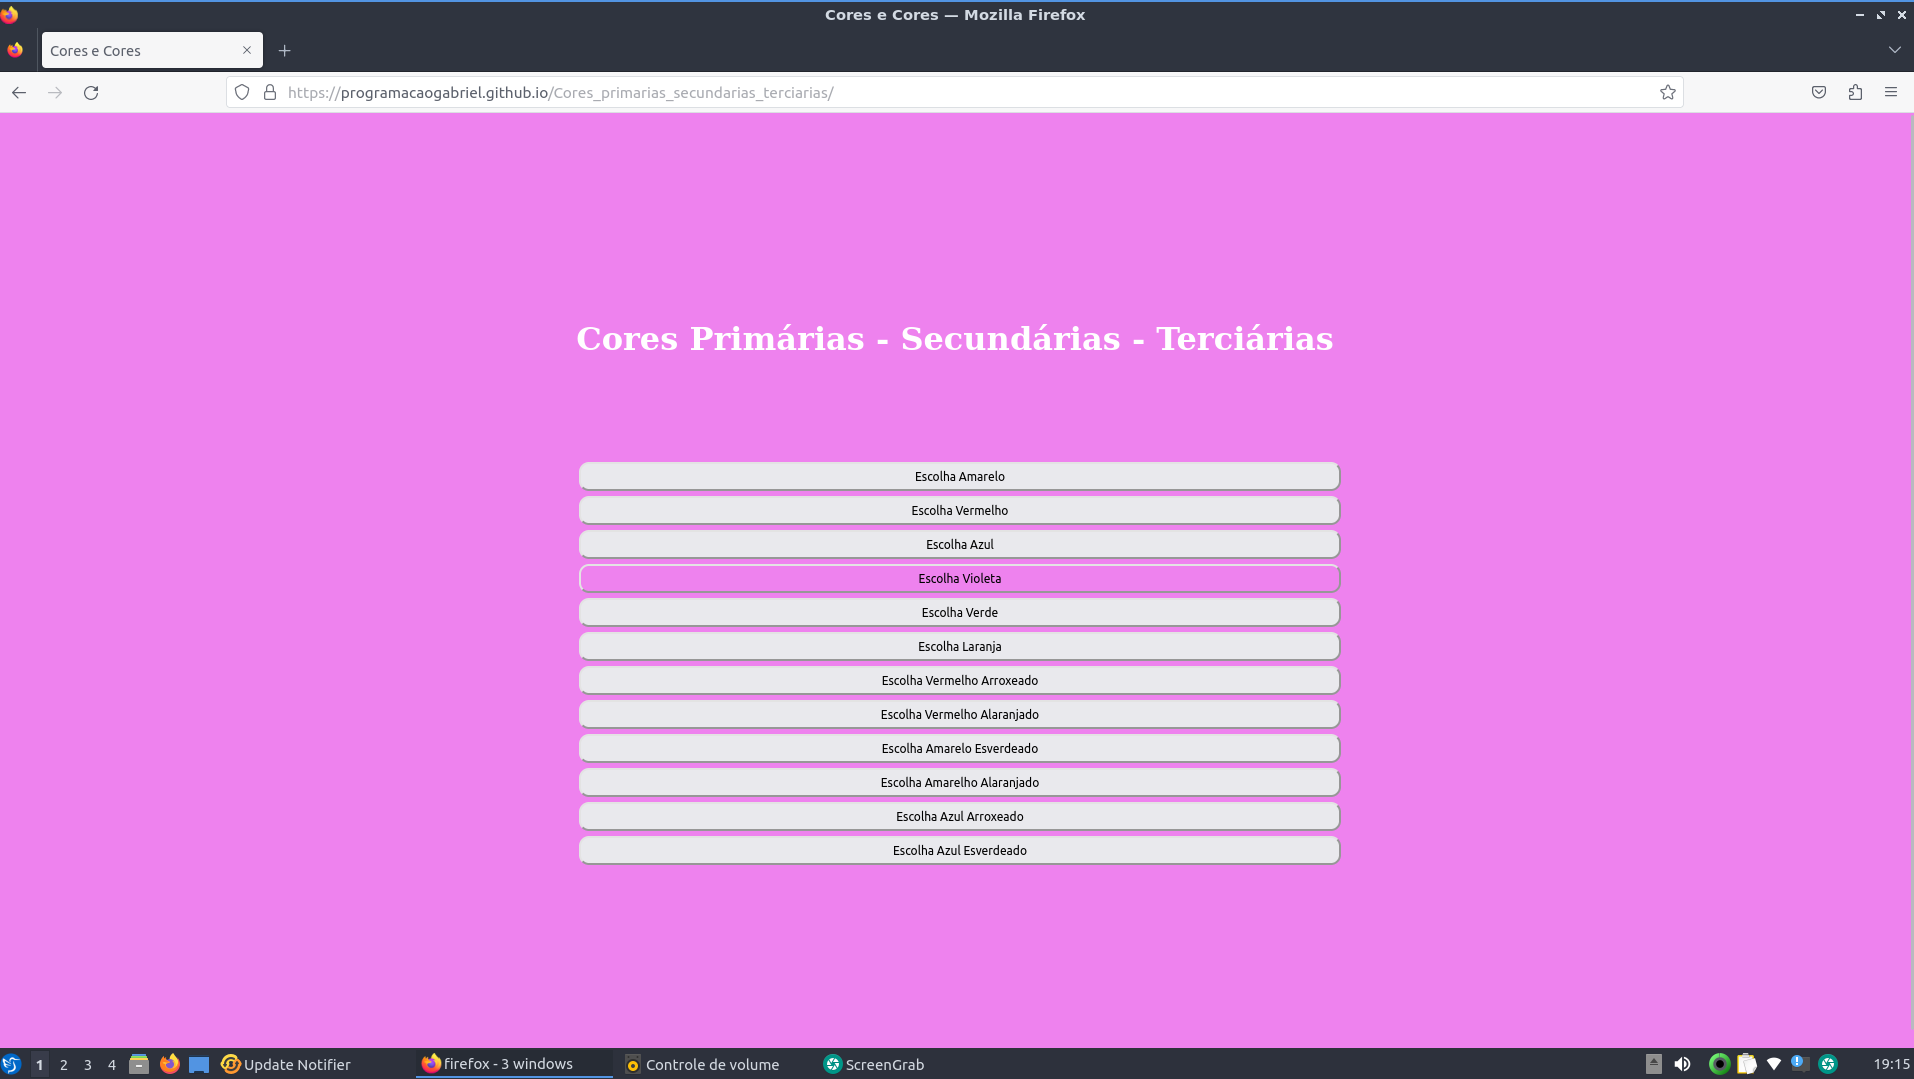 Cores e Cores — Mozilla Firefox
Cores e Cores
https://programacaogabriel.github.io/Cores_primarias_secundarias_terciarias/
Cores Primárias - Secundárias - Terciárias
Escolha Amarelo
Escolha Vermelho
Escolha Azul
Escolha Violeta
Escolha Verde
Escolha Laranja
Escolha Vermelho Arroxeado
Escolha Vermelho Alaranjado
Escolha Amarelo Esverdeado
Escolha Amarelho Alaranjado
Escolha Azul Arroxeado
Escolha Azul Esverdeado
1 2 3 4 Update Notifier firefox - 3 windows Controle de volume ScreenGrab 19:15